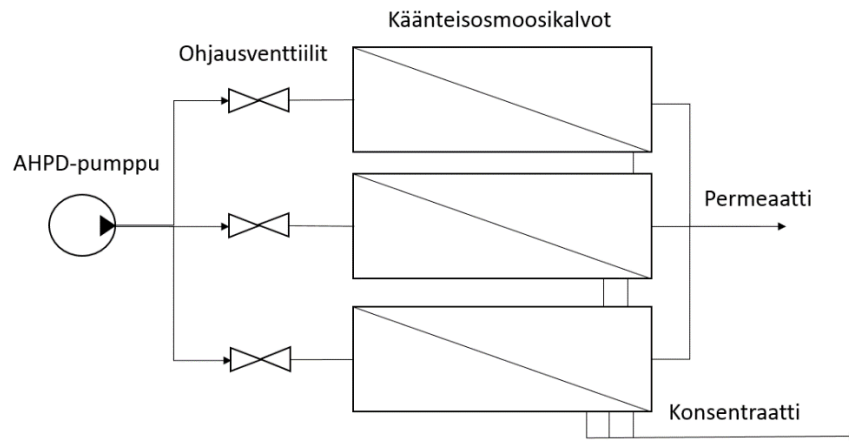 Käänteisosmoosikalvot
Ohjausventtiilit
AHPD-pumppu
Permeaatti
Konsentraatti